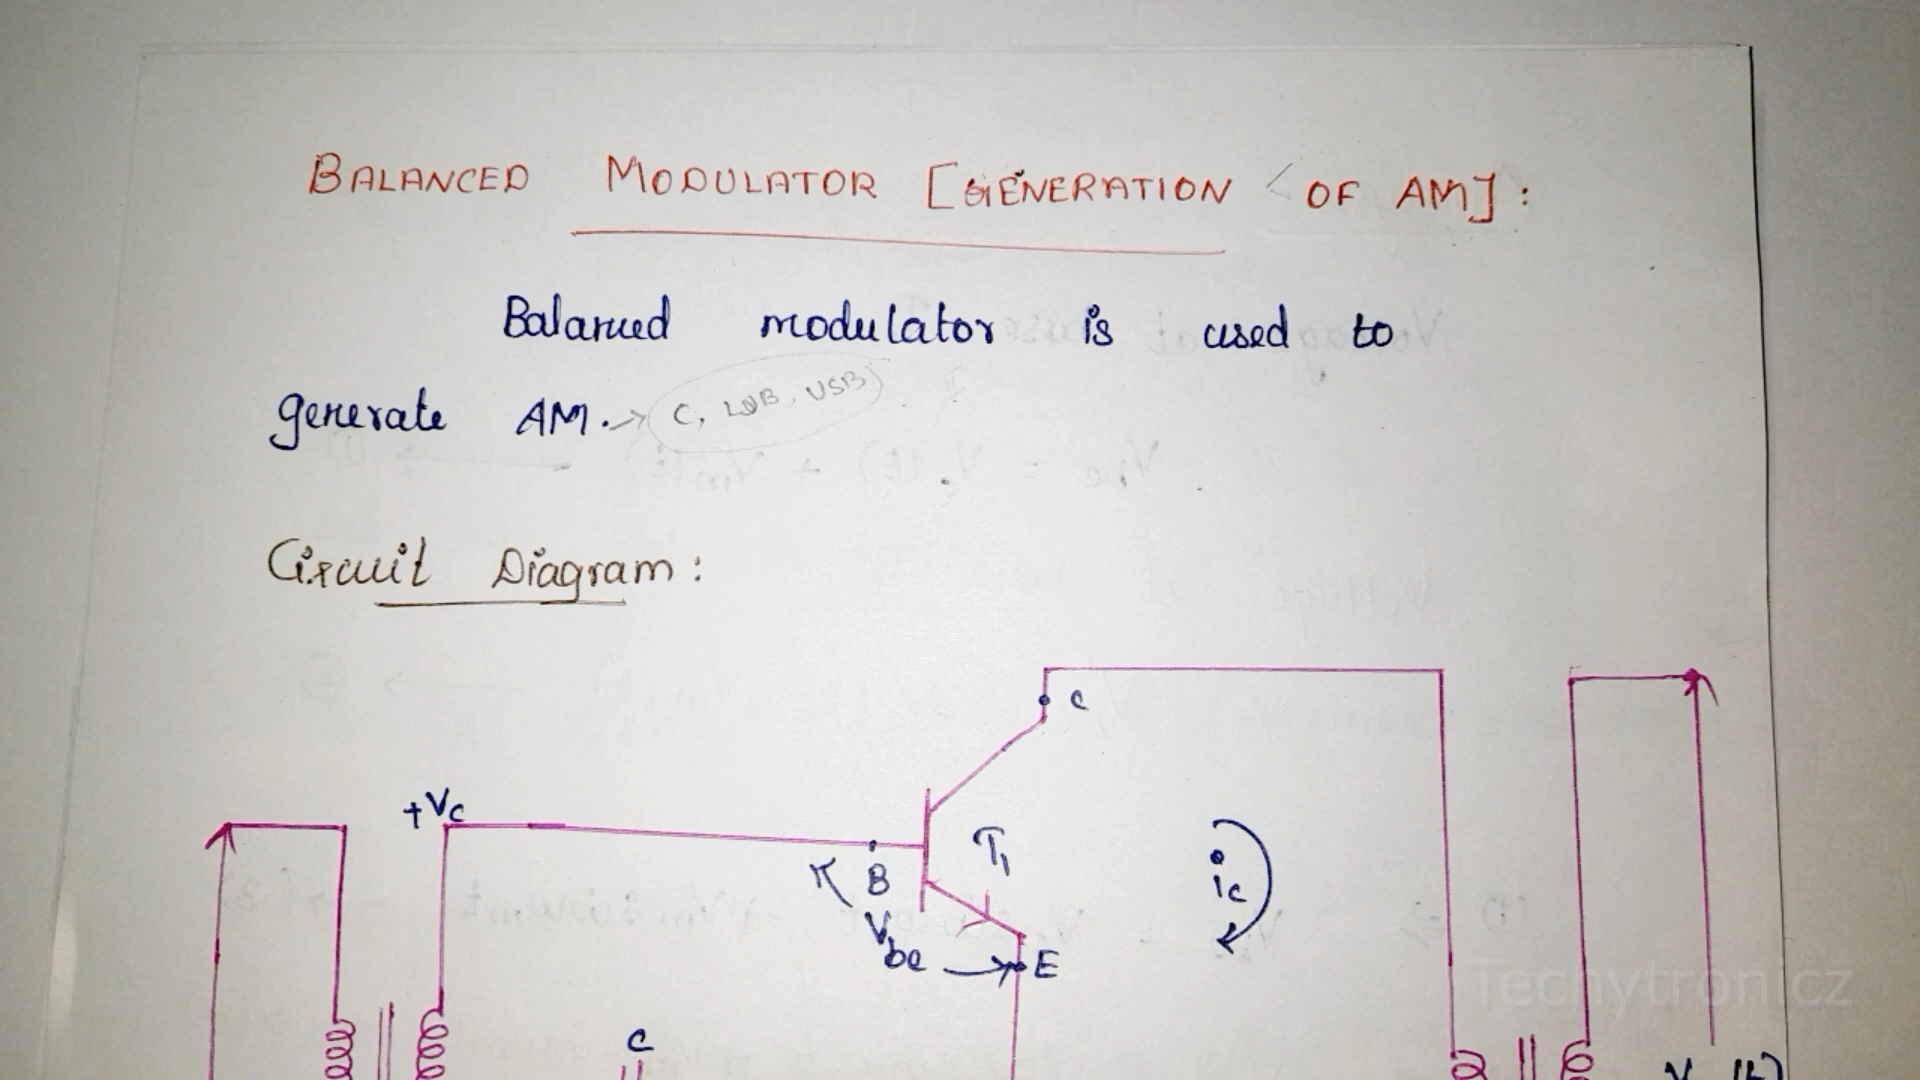 BALANCED MODULATOR [GENERATION OF AM]:
Balanced modulator is used to
generate AM. → C, LSB, USB
Circuit Diagram:
C
+Vc
T1
B
ic
Vbe
E
C
Techytron.cz